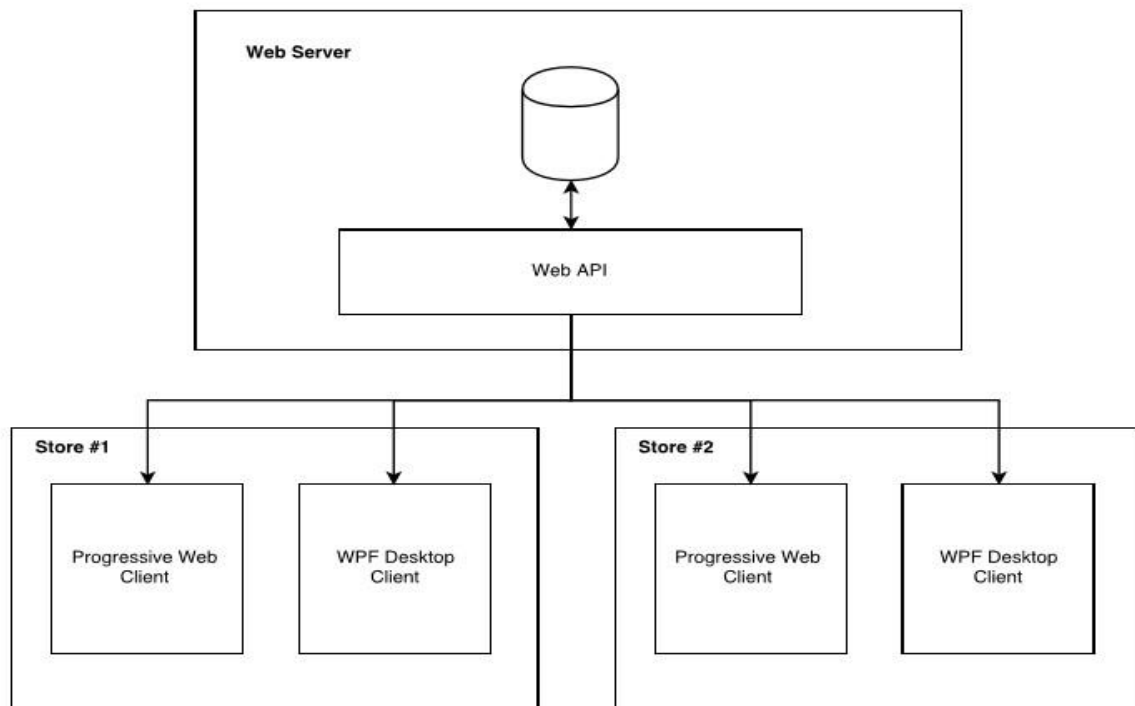 Web Server
Web API
Store #1
Progressive Web
Client
WPF Desktop
Client
Store #2
Progressive Web
Client
WPF Desktop
Client